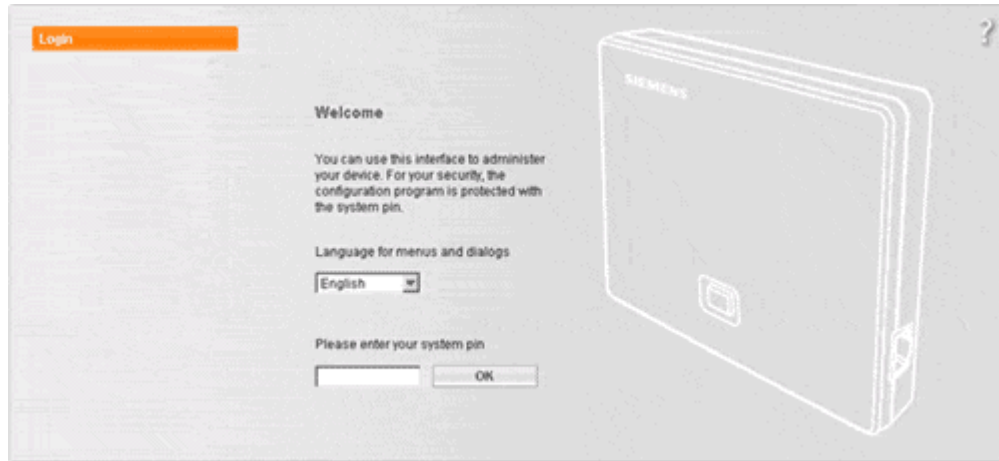 Login
?
SIEMENS
Welcome
You can use this interface to administer
your device. For your security, the
configuration program is protected with
the system pin.
Language for menus and dialogs
English
Please enter your system pin
OK